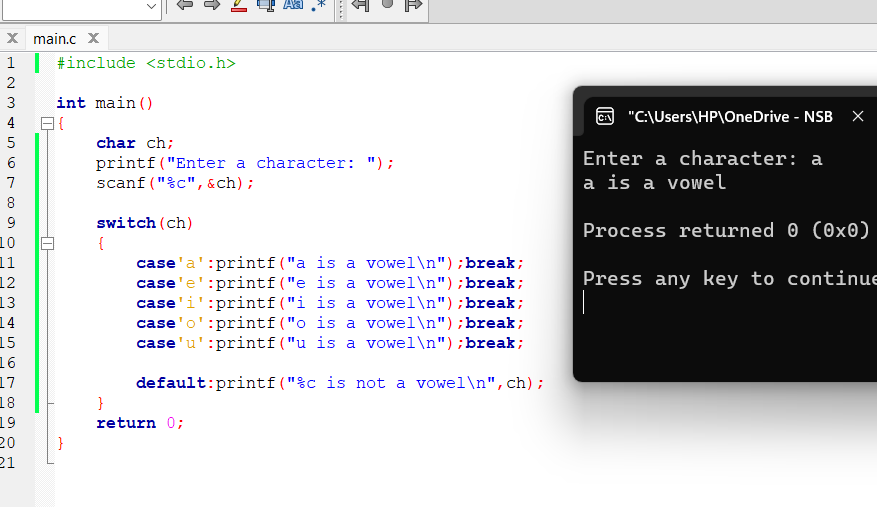 main.c
1 #include <stdio.h>
2
3 int main()
4 {
5 char ch;
6 printf("Enter a character: ");
7 scanf("%c",&ch);
8
9 switch(ch)
10 {
11 case'a':printf("a is a vowel\n");break;
12 case'e':printf("e is a vowel\n");break;
13 case'i':printf("i is a vowel\n");break;
14 case'o':printf("o is a vowel\n");break;
15 case'u':printf("u is a vowel\n");break;
16
17 default:printf("%c is not a vowel\n",ch);
18 }
19 return 0;
20 }
21
"C:\Users\HP\OneDrive - NSB
Enter a character: a
a is a vowel
Process returned 0 (0x0)
Press any key to continue